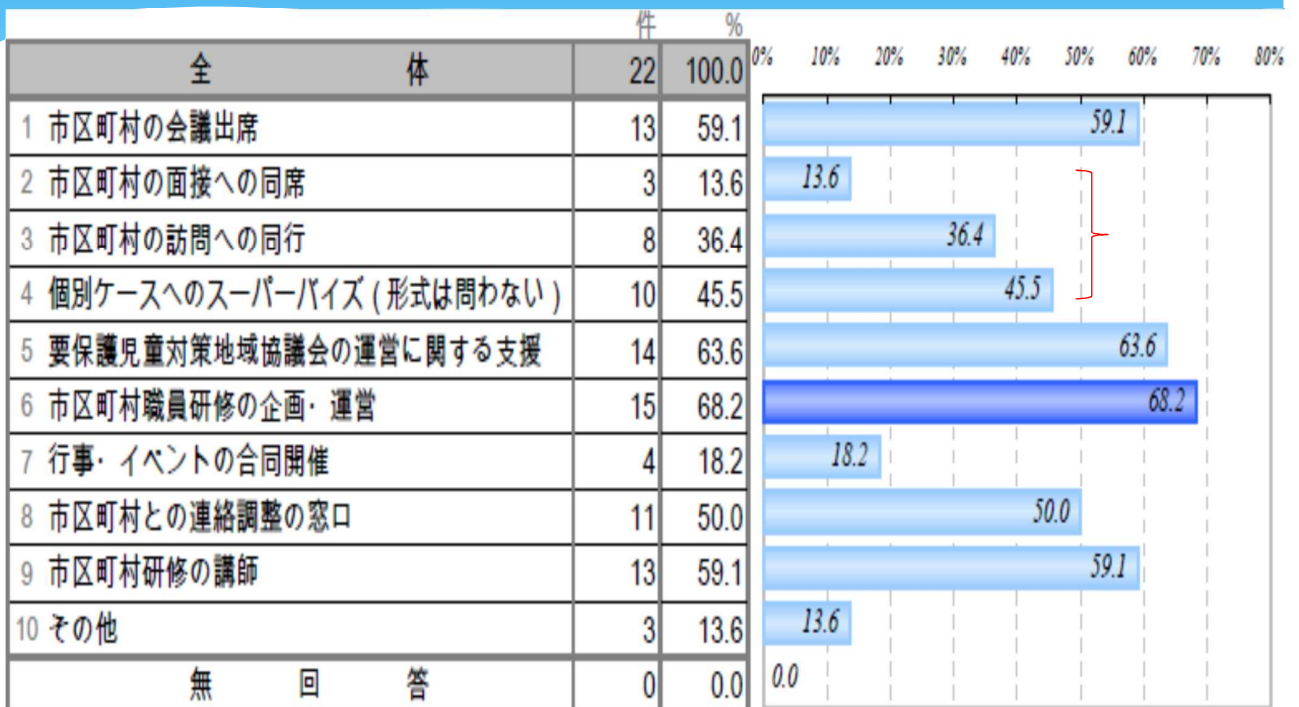 件 %
全 体 22 100.0
0% 10% 20% 30% 40% 50% 60% 70% 80%
1 市区町村の会議出席 13 59.1 59.1
2 市区町村の面接への同席 3 13.6 13.6
3 市区町村の訪問への同行 8 36.4 36.4
4 個別ケースへのスーパーバイズ(形式は問わない) 10 45.5 45.5
5 要保護児童対策地域協議会の運営に関する支援 14 63.6 63.6
6 市区町村職員研修の企画・運営 15 68.2 68.2
7 行事・イベントの合同開催 4 18.2 18.2
8 市区町村との連絡調整の窓口 11 50.0 50.0
9 市区町村研修の講師 13 59.1 59.1
10 その他 3 13.6 13.6
無 回 答 0 0.0 0.0